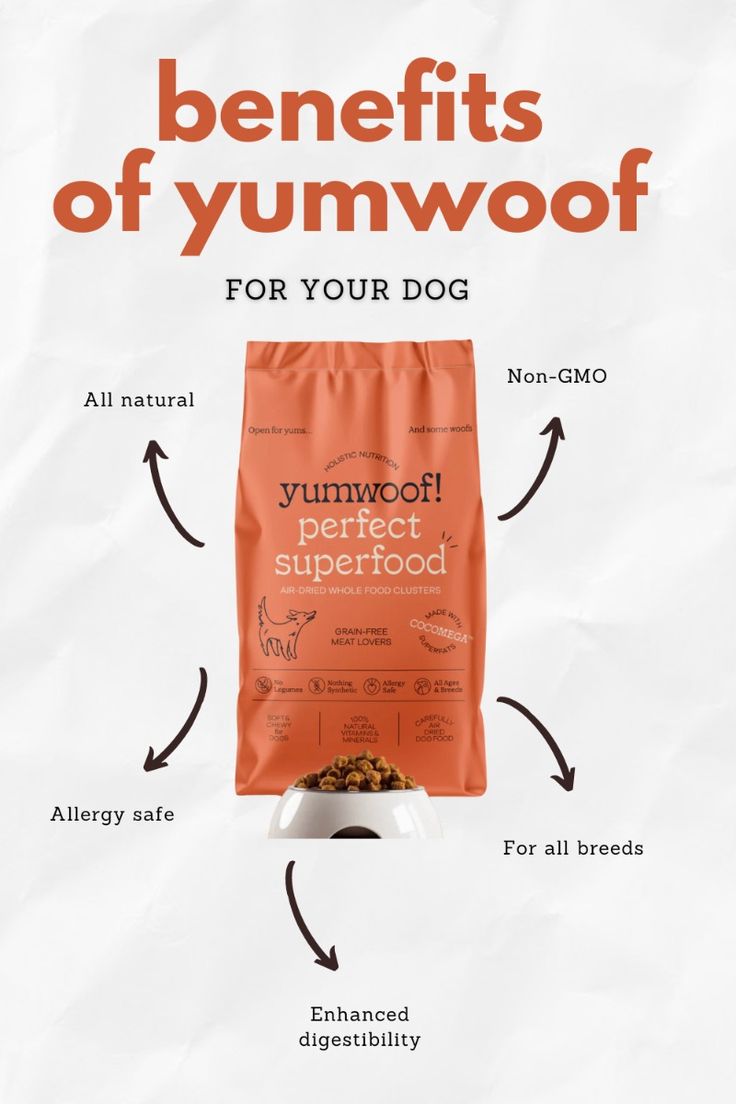 benefits
of yumwoof
FOR YOUR DOG
All natural
Non-GMO
Open for yums...
And some woofs
HOLISTIC NUTRITION
yumwoof!
perfect
superfood
AIR-DRIED WHOLE FOOD CLUSTERS
GRAIN-FREE
MEAT LOVERS
MADE WITH
COCOMEGA™
SUPERFATS
No
Legumes
Nothing
Synthetic
Allergy
Safe
All Ages
& Breeds
SOFT &
CHEWY
for
DOGS
100%
NATURAL
VITAMINS &
MINERALS
CAREFULLY
AIR
DRIED
DOG FOOD
Allergy safe
For all breeds
Enhanced
digestibility